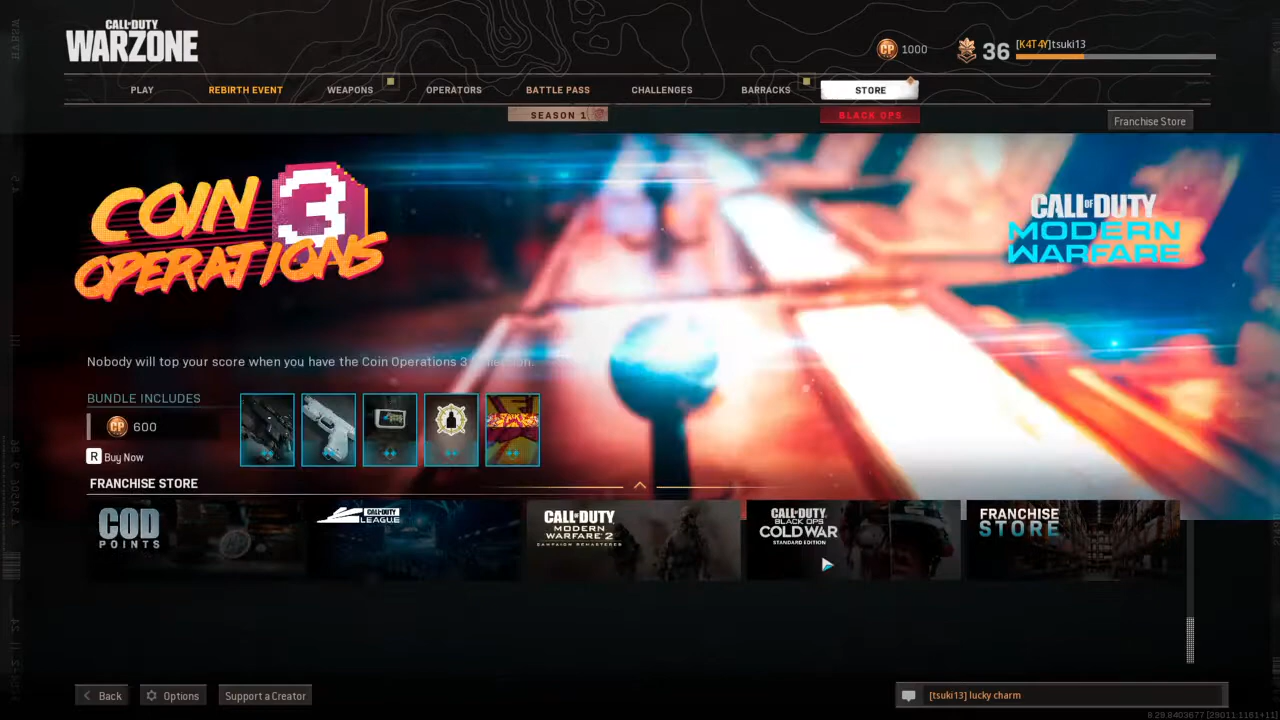 CALL OF DUTY
WARZONE
CP 1000
36
[K4T4Y]tsuki13
PLAY
REBIRTH EVENT
WEAPONS
OPERATORS
BATTLE PASS
CHALLENGES
BARRACKS
STORE
SEASON 1
BLACK OPS
Franchise Store
COIN 3
OPERATIONS
CALL OF DUTY
MODERN
WARFARE
Nobody will top your score when you have the Coin Operations 3
BUNDLE INCLUDES
CP 600
R Buy Now
FRANCHISE STORE
COD
POINTS
CALL OF DUTY
LEAGUE
CALL OF DUTY
MODERN
WARFARE 2
CAMPAIGN REMASTERED
CALL OF DUTY
BLACK OPS
COLD WAR
STANDARD EDITION
FRANCHISE
STORE
Back
Options
Support a Creator
[tsuki13] lucky charm